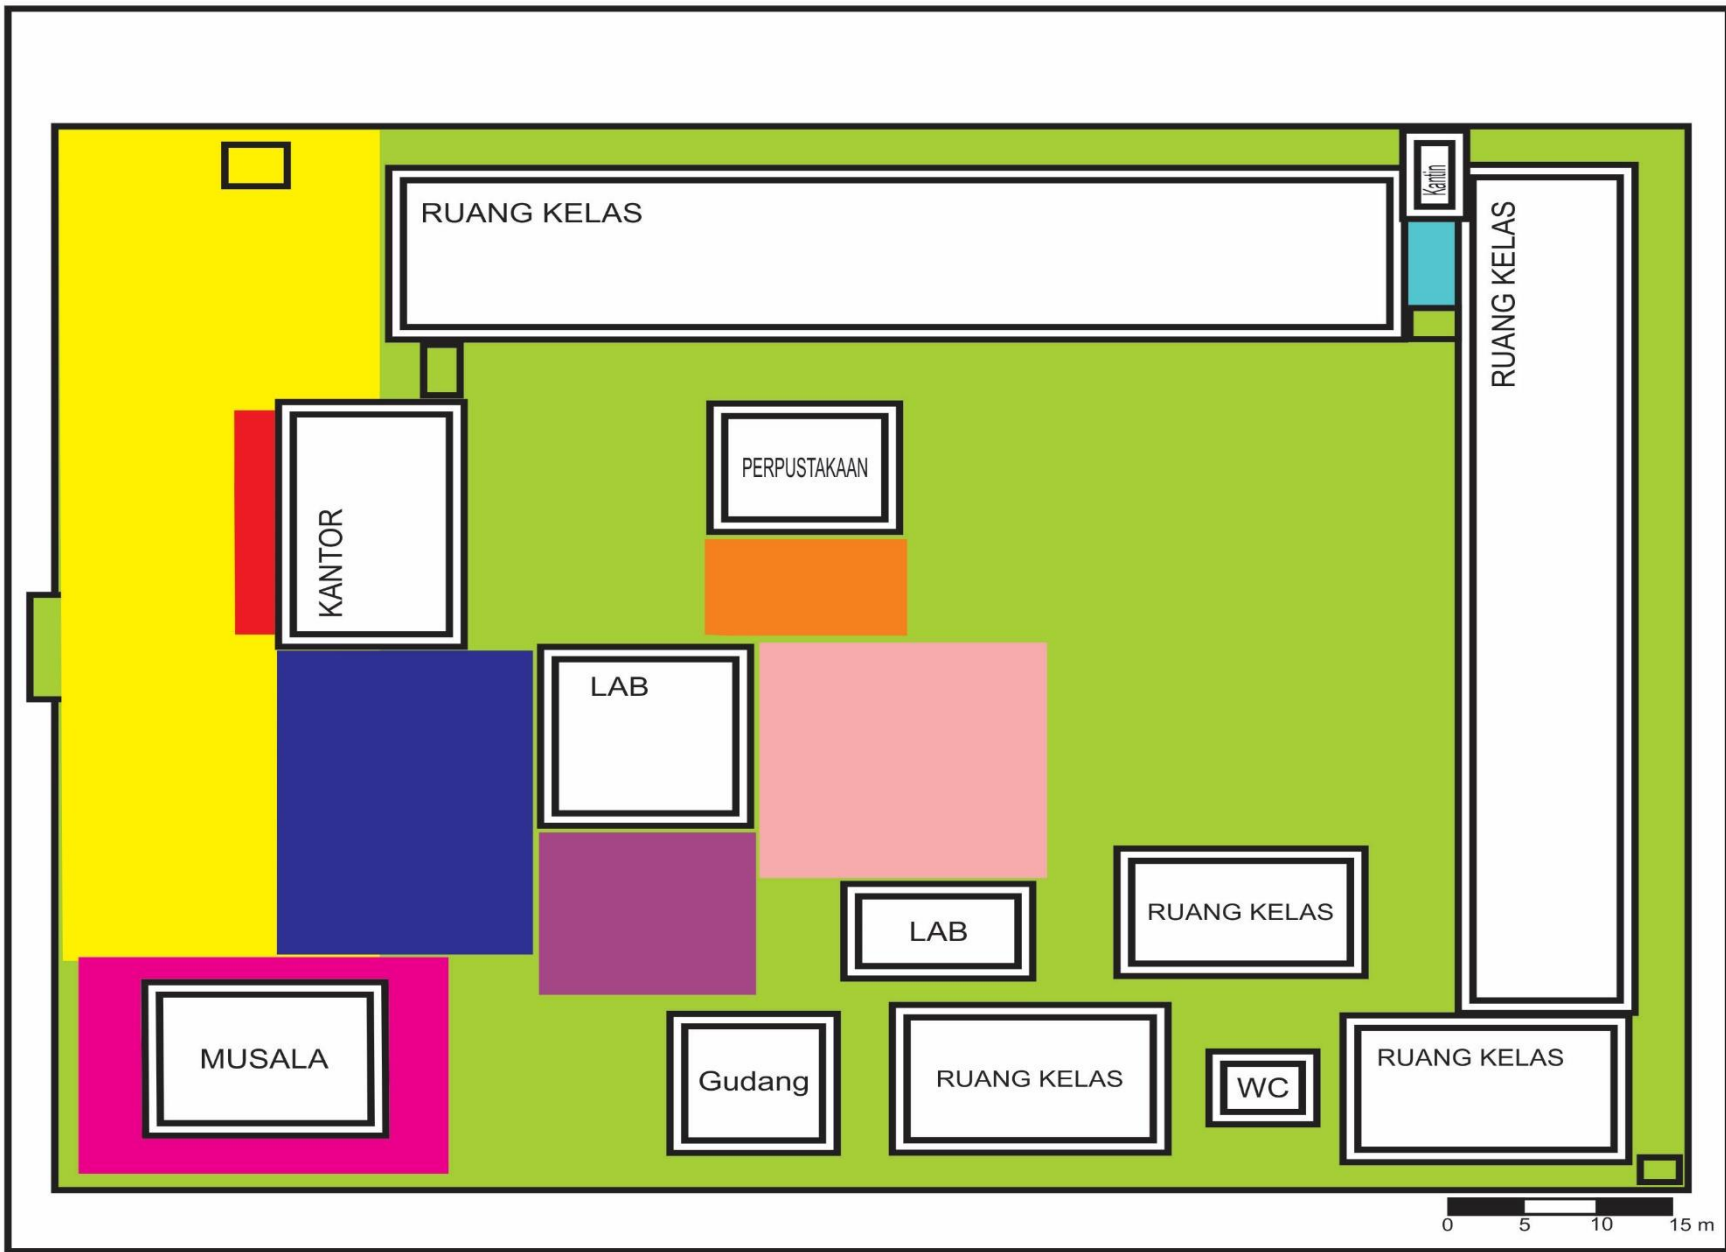 RUANG KELAS
Kantin
RUANG KELAS
KANTOR
PERPUSTAKAAN
LAB
LAB
RUANG KELAS
MUSALA
Gudang
RUANG KELAS
WC
RUANG KELAS
0 5 10 15 m